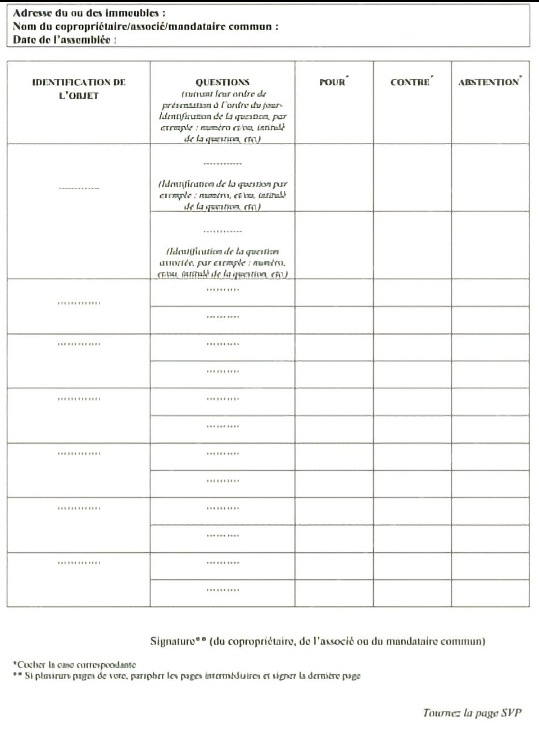 Adresse du ou des immeubles :
Nom du copropriétaire/associé/mandataire commun :
Date de l'assemblée :
IDENTIFICATION DE L'OBJET
QUESTIONS
(suivant leur ordre de
présentation à l'ordre du jour-
Identification de la question, par
exemple : numéro et/ou, intitulé
de la question, etc.)
POUR*
CONTRE*
ABSTENTION*
.............
............
(Identification de la question par
exemple : numéro, et/ou, intitulé
de la question, etc.)
............
(Identification de la question
associée, par exemple : numéro,
et/ou, intitulé de la question, etc.)
.............
..........
..........
.............
..........
..........
.............
..........
..........
.............
..........
..........
.............
..........
..........
.............
..........
..........
Signature** (du copropriétaire, de l'associé ou du mandataire commun)
*Cocher la case correspondante
** Si plusieurs pages de vote, parapher les pages intermédiaires et signer la dernière page
Tournez la page SVP